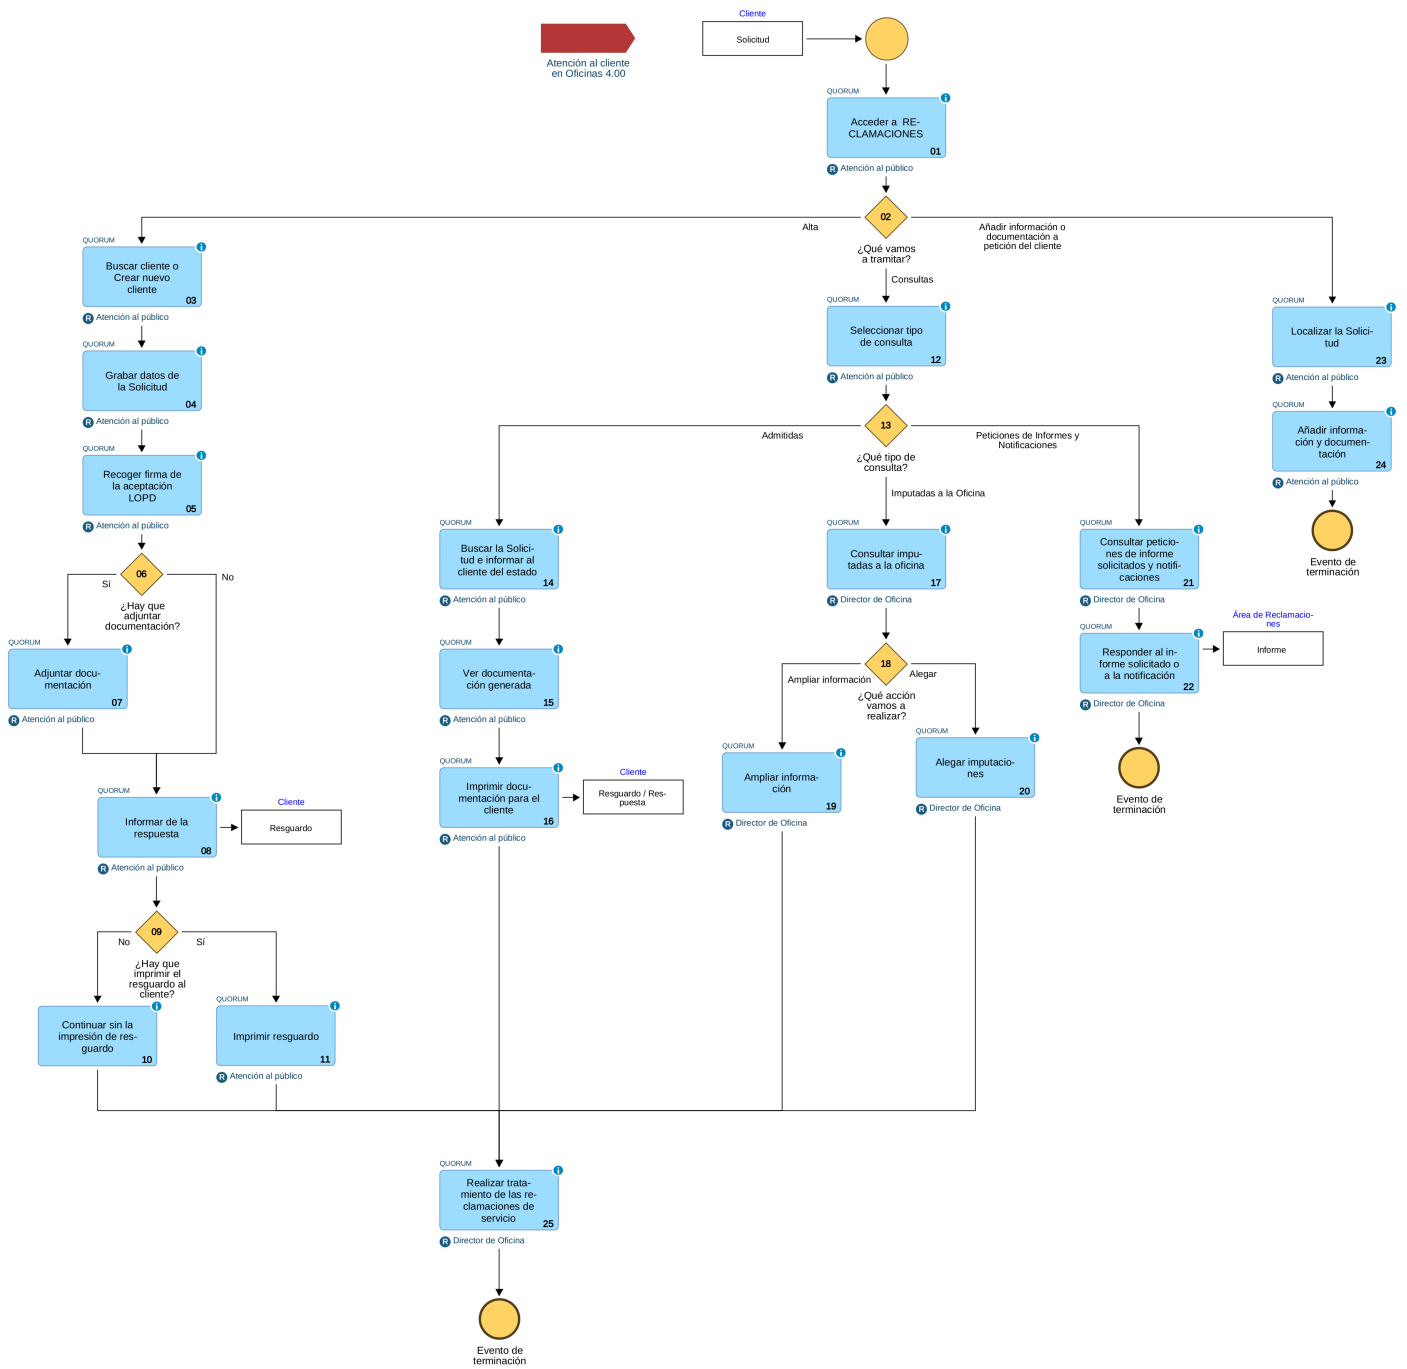 Cliente
Solicitud
Atención al cliente
en Oficinas 4.00
QUORUM
Acceder a  RE-
CLAMACIONES
01
R Atención al público
02
Alta
¿Qué vamos
a tramitar?
Añadir información o
documentación a
petición del cliente
Consultas
QUORUM
Buscar cliente o
Crear nuevo
cliente
03
R Atención al público
QUORUM
Grabar datos de
la Solicitud
04
R Atención al público
QUORUM
Recoger firma de
la aceptación
LOPD
05
R Atención al público
06
Sí
No
¿Hay que
adjuntar
documentación?
QUORUM
Adjuntar docu-
mentación
07
R Atención al público
QUORUM
Informar de la
respuesta
08
R Atención al público
Cliente
Resguardo
09
No
Sí
¿Hay que
imprimir el
resguardo al
cliente?
Continuar sin la
impresión de res-
guardo
10
QUORUM
Imprimir resguardo
11
R Atención al público
QUORUM
Seleccionar tipo
de consulta
12
R Atención al público
13
Admitidas
¿Qué tipo de
consulta?
Peticiones de Informes y
Notificaciones
Imputadas a la Oficina
QUORUM
Buscar la Solici-
tud e informar al
cliente del estado
14
R Atención al público
QUORUM
Ver documenta-
ción generada
15
R Atención al público
QUORUM
Imprimir docu-
mentación para el
cliente
16
R Atención al público
Cliente
Resguardo / Res-
puesta
QUORUM
Consultar impu-
tadas a la oficina
17
R Director de Oficina
18
Ampliar información
Alegar
¿Qué acción
vamos a
realizar?
QUORUM
Ampliar informa-
ción
19
R Director de Oficina
QUORUM
Alegar imputacio-
nes
20
R Director de Oficina
QUORUM
Consultar peticio-
nes de informe
solicitados y notifi-
caciones
21
R Director de Oficina
QUORUM
Responder al in-
forme solicitado o
a la notificación
22
R Director de Oficina
Área de Reclamacio-
nes
Informe
Evento de
terminación
QUORUM
Localizar la Solici-
tud
23
R Atención al público
QUORUM
Añadir informa-
ción y documen-
tación
24
R Atención al público
Evento de
terminación
QUORUM
Realizar trata-
miento de las re-
clamaciones de
servicio
25
R Director de Oficina
Evento de
terminación